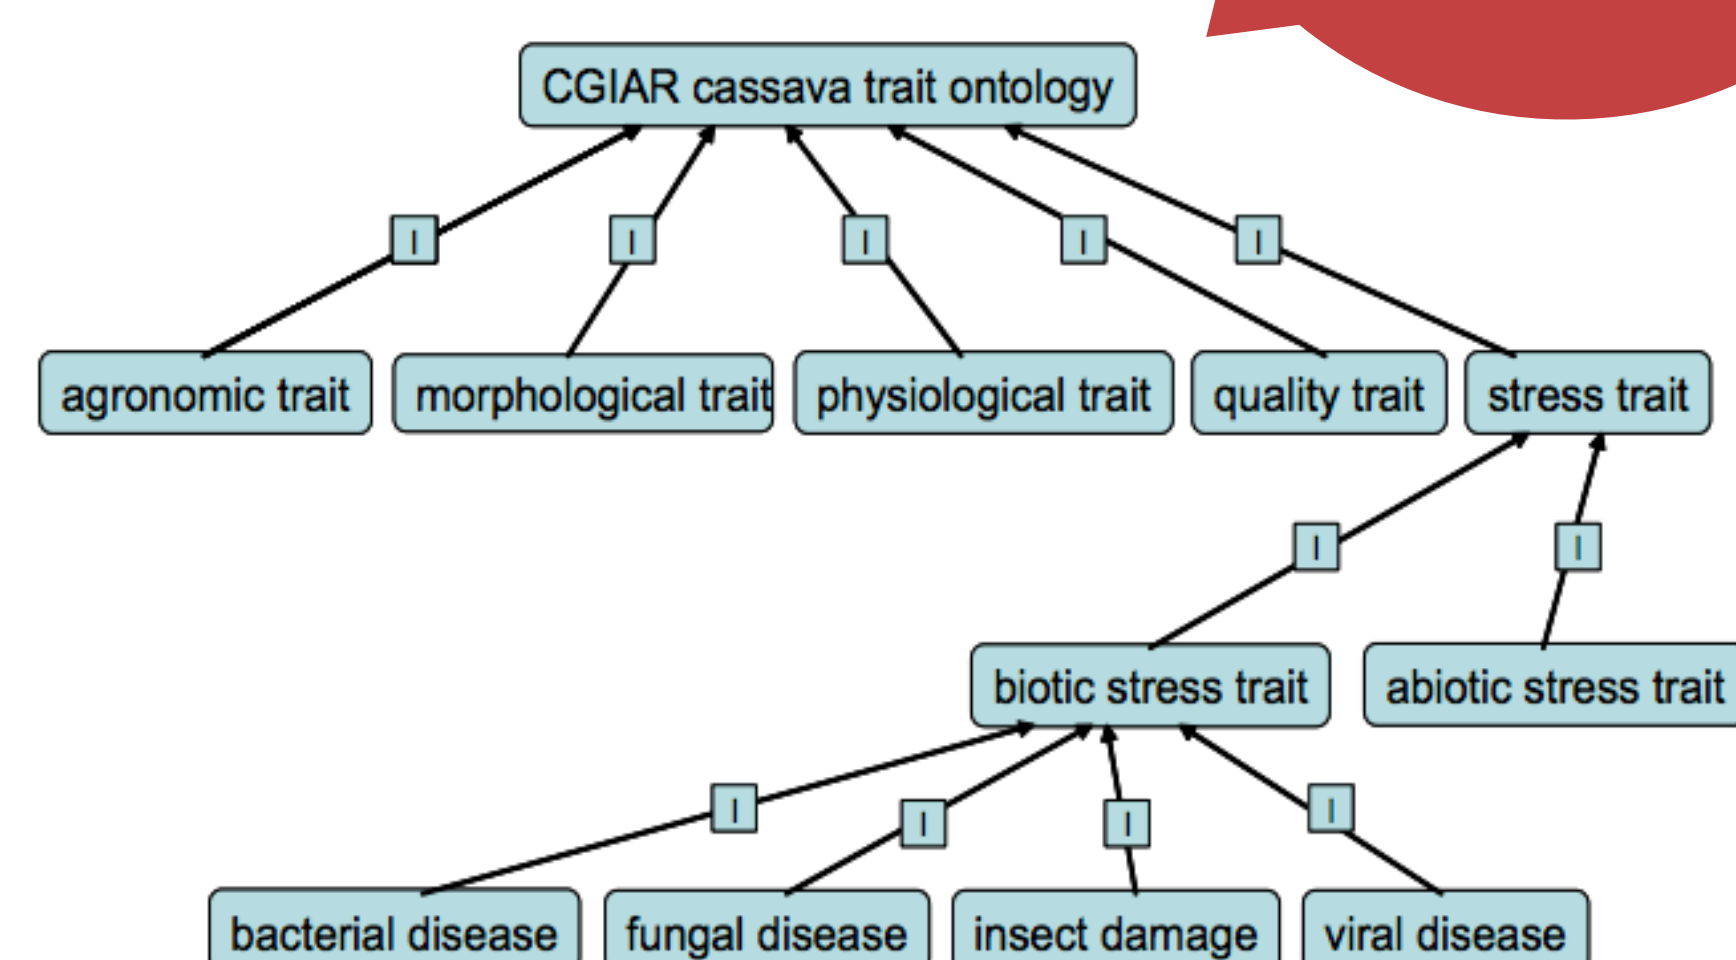 CGIAR cassava trait ontology
I I I I I
agronomic trait morphological trait physiological trait quality trait stress trait
I I
biotic stress trait abiotic stress trait
I I I I
bacterial disease fungal disease insect damage viral disease